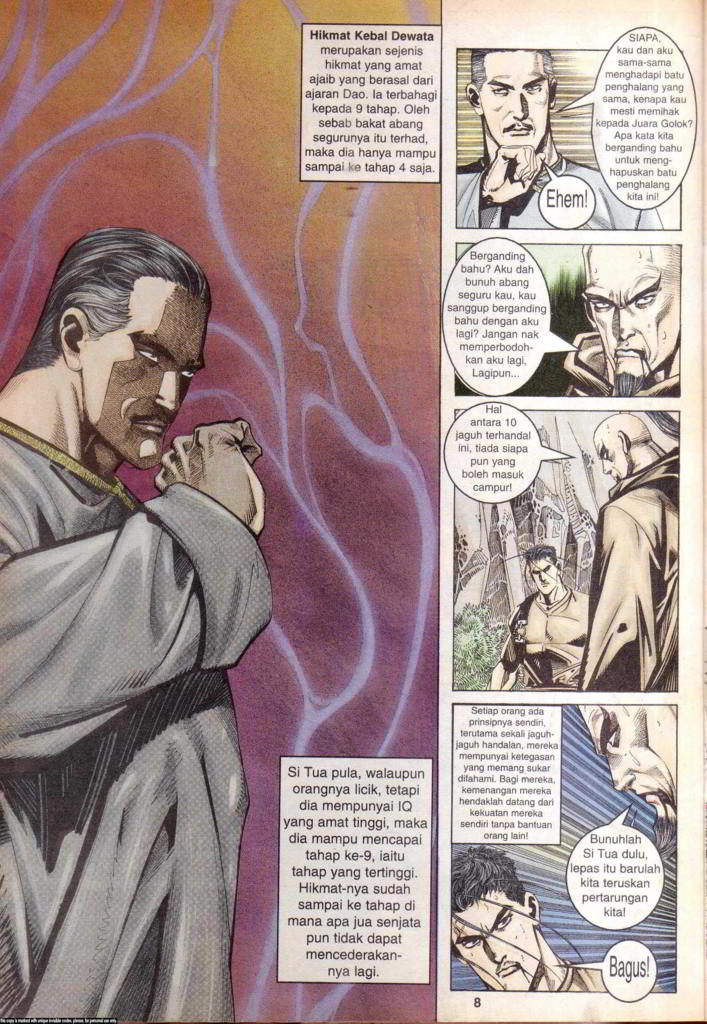 Hikmat Kebal Dewata
merupakan sejenis
hikmat yang amat
ajaib yang berasal dari
ajaran Dao. Ia terbahagi
kepada 9 tahap. Oleh
sebab bakat abang
segurunya itu terhad,
maka dia hanya mampu
sampai ke tahap 4 saja.
Si Tua pula, walaupun
orangnya licik, tetapi
dia mempunyai IQ
yang amat tinggi, maka
dia mampu mencapai
tahap ke-9, iaitu
tahap yang tertinggi.
Hikmat-nya sudah
sampai ke tahap di
mana apa jua senjata
pun tidak dapat
mencederakan-
nya lagi.
SIAPA,
kau dan aku
sama-sama
menghadapi batu
penghalang yang
sama, kenapa kau
mesti memihak
kepada Juara Golok?
Apa kata kita
berganding bahu
untuk meng-
hapuskan batu
penghalang
kita ini!
Ehem!
Berganding
bahu? Aku dah
bunuh abang
seguru kau, kau
sanggup berganding
bahu dengan aku
lagi? Jangan nak
memperbodoh-
kan aku lagi,
Lagipun...
Hal
antara 10
jaguh terhandal
ini, tiada siapa
pun yang
boleh masuk
campur!
Setiap orang ada
prinsipnya sendiri,
terutama sekali jaguh-
jaguh handalan, mereka
mempunyai ketegasan
yang memang sukar
difahami. Bagi mereka,
kemenangan mereka
hendaklah datang dari
kekuatan mereka
sendiri tanpa bantuan
orang lain!
Bunuhlah
Si Tua dulu,
lepas itu barulah
kita teruskan
pertarungan
kita!
Bagus!
8
this copy is marked with unique invisible codes, please, for personal use only